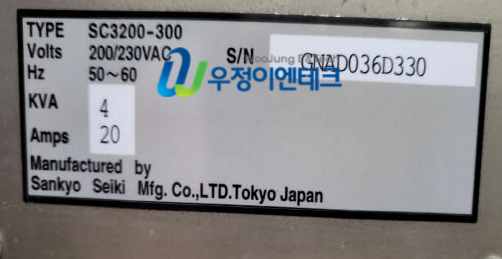 TYPE SC3200-300
Volts 200/230VAC S/N GNAD036D330
Hz 50~60
우정이엔테크
KVA 4
Amps 20
Manufactured by
Sankyo Seiki Mfg. Co.,LTD.Tokyo Japan